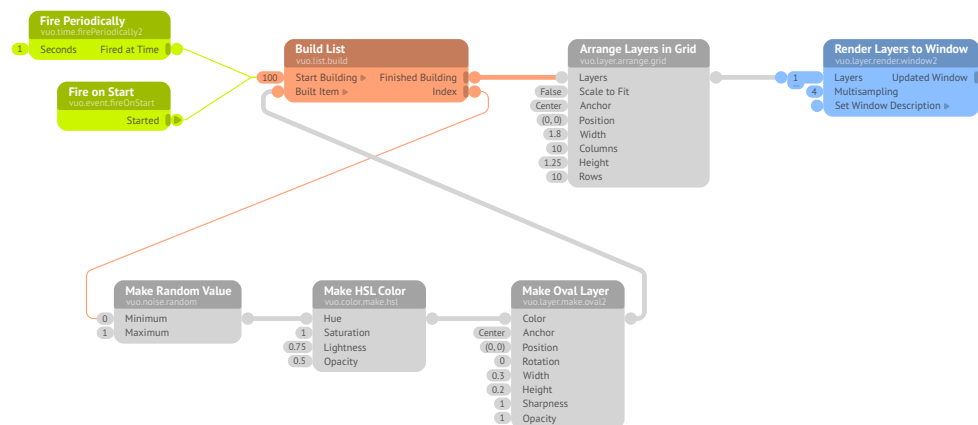 Fire Periodically
vuo.time.firePeriodically2
1 Seconds Fired at Time
Fire on Start
vuo.event.fireOnStart
Started
Build List
vuo.list.build
100 Start Building Finished Building
Built Item Index
Arrange Layers in Grid
vuo.layer.arrange.grid
Layers
False Scale to Fit
Center Anchor
(0, 0) Position
1.8 Width
10 Columns
1.25 Height
10 Rows
Render Layers to Window
vuo.layer.render.window2
1 Layers Updated Window
4 Multisampling
Set Window Description
Make Random Value
vuo.noise.random
0 Minimum
1 Maximum
Make HSL Color
vuo.color.make.hsl
Hue
1 Saturation
0.75 Lightness
0.5 Opacity
Make Oval Layer
vuo.layer.make.oval2
Color
Center Anchor
(0, 0) Position
0 Rotation
0.3 Width
0.2 Height
1 Sharpness
1 Opacity